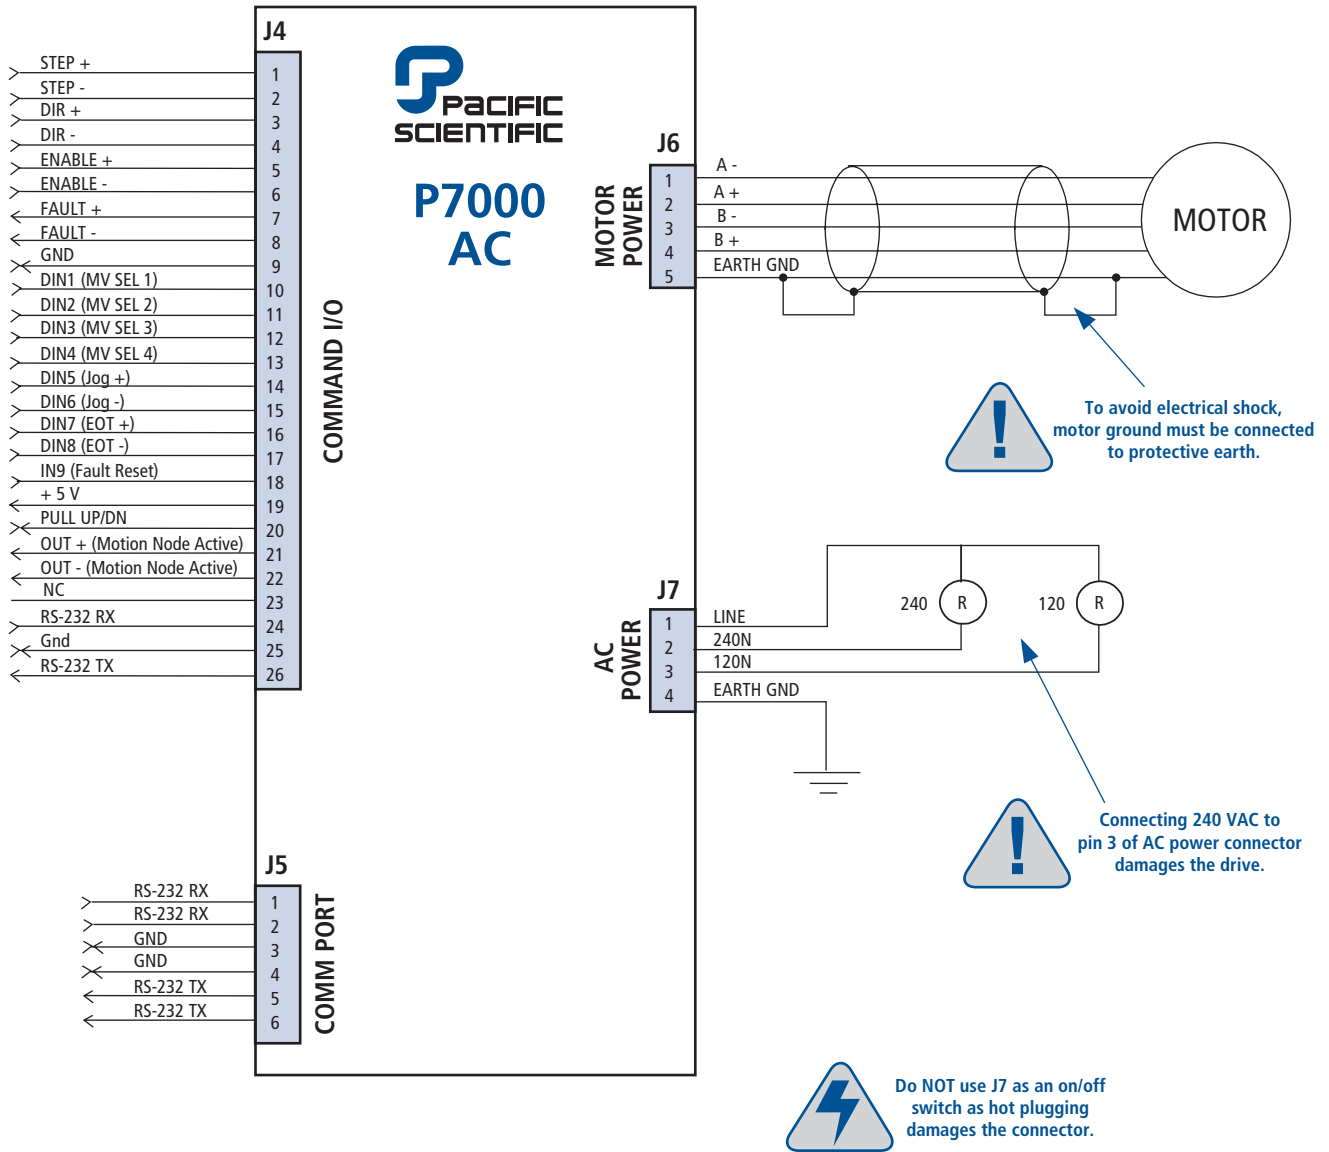 J4
STEP +
1
STEP -
2
DIR +
3
DIR -
4
ENABLE +
5
ENABLE -
6
FAULT +
7
FAULT -
8
GND
9
DIN1 (MV SEL 1)
10
DIN2 (MV SEL 2)
11
DIN3 (MV SEL 3)
12
DIN4 (MV SEL 4)
13
DIN5 (Jog +)
14
DIN6 (Jog -)
15
DIN7 (EOT +)
16
DIN8 (EOT -)
17
IN9 (Fault Reset)
18
+ 5 V
19
PULL UP/DN
20
OUT + (Motion Node Active)
21
OUT - (Motion Node Active)
22
NC
23
RS-232 RX
24
Gnd
25
RS-232 TX
26
COMMAND I/O
PACIFIC
SCIENTIFIC
P7000
AC
J6
MOTOR
POWER
1
A -
2
A +
3
B -
4
B +
5
EARTH GND
MOTOR
!
To avoid electrical shock,
motor ground must be connected
to protective earth.
J7
AC
POWER
1
LINE
2
240N
3
120N
4
EARTH GND
240
R
120
R
!
Connecting 240 VAC to
pin 3 of AC power connector
damages the drive.
J5
RS-232 RX
1
RS-232 RX
2
GND
3
GND
4
RS-232 TX
5
RS-232 TX
6
COMM PORT
Do NOT use J7 as an on/off
switch as hot plugging
damages the connector.